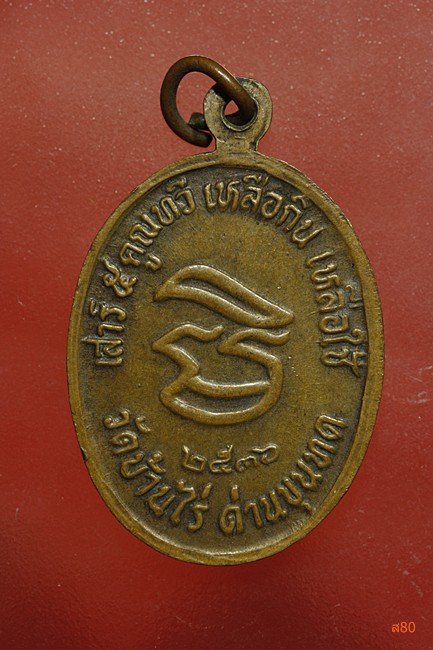 เสาร์ ๕ คูณทวี เหลือกิน เหลือใช้
๒๕๓๖
วัดบ้านไร่ ด่านขุนทด
ส80